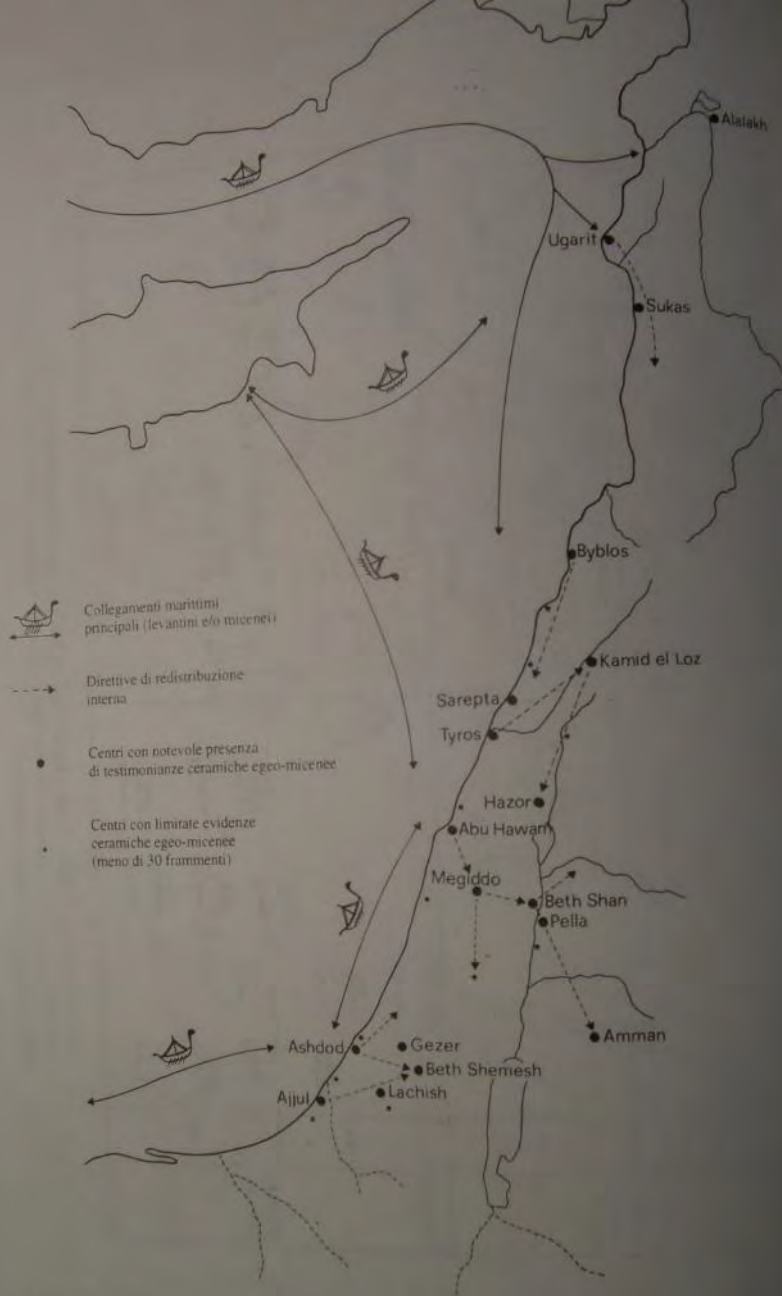 Alalakh
Ugarit
Sukas
Byblos
Collegamenti marittimi
principali (levantini e/o micenei)
Kamid el Loz
Direttive di redistribuzione
interna
Sarepta
Tyros
Centri con notevole presenza
di testimonianze ceramiche egeo-micenee
Hazor
Abu Hawam
Centri con limitate evidenze
ceramiche egeo-micenee
(meno di 30 frammenti)
Megiddo
Beth Shan
Pella
Amman
Ashdod
Gezer
Beth Shemesh
Ajjul
Lachish